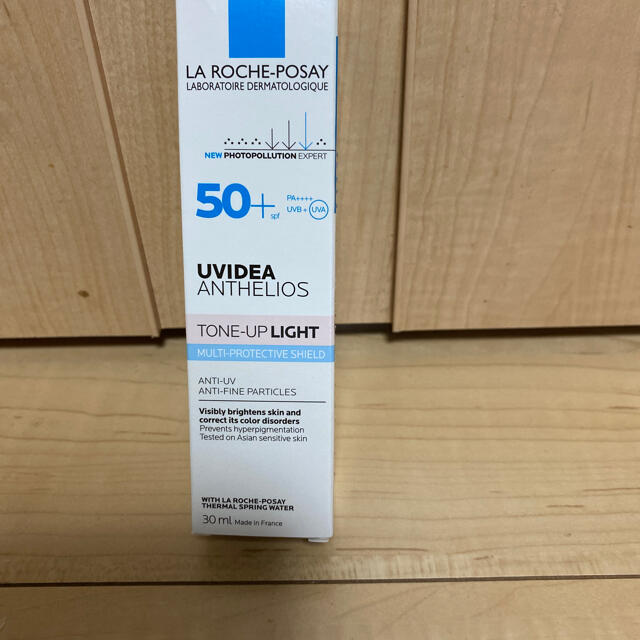 LA ROCHE-POSAY
LABORATOIRE DERMATOLOGIQUE
NEW PHOTOPOLLUTION EXPERT
50+ spf
PA++++
UVB + UVA
UVIDEA
ANTHELIOS
TONE-UP LIGHT
MULTI-PROTECTIVE SHIELD
ANTI-UV
ANTI-FINE PARTICLES
Visibly brightens skin and
correct its color disorders
Prevents hyperpigmentation
Tested on Asian sensitive skin
WITH LA ROCHE-POSAY
THERMAL SPRING WATER
30 ml Made in France